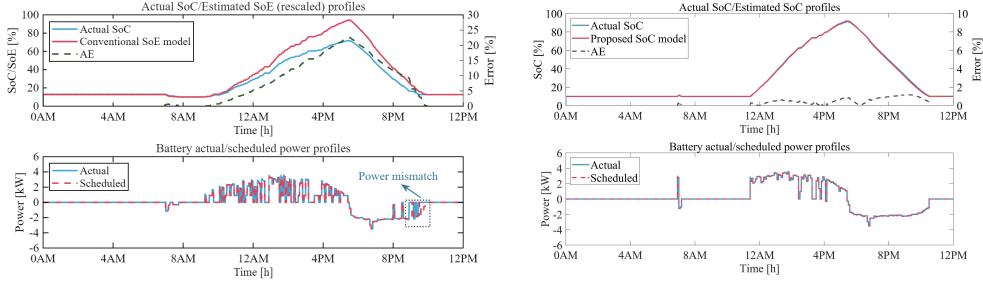 Actual SoC/Estimated SoE (rescaled) profiles
100
80
60
40
20
0
SoC/SoE [%]
Actual SoC
Conventional SoE model
AE
30
25
20
15
10
5
0
Error [%]
0AM 4AM 8AM 12AM 4PM 8PM 12PM
Time [h]
Battery actual/scheduled power profiles
6
4
2
0
-2
-4
-6
Power [kW]
Actual
Scheduled
Power mismatch
0AM 4AM 8AM 12AM 4PM 8PM 12PM
Time [h]
Actual SoC/Estimated SoC profiles
100
80
60
40
20
0
SoC [%]
Actual SoC
Proposed SoC model
AE
10
8
6
4
2
0
Error [%]
0AM 4AM 8AM 12AM 4PM 8PM 12PM
Time [h]
Battery actual/scheduled power profiles
6
4
2
0
-2
-4
-6
Power [kW]
Actual
Scheduled
0AM 4AM 8AM 12AM 4PM 8PM 12PM
Time [h]